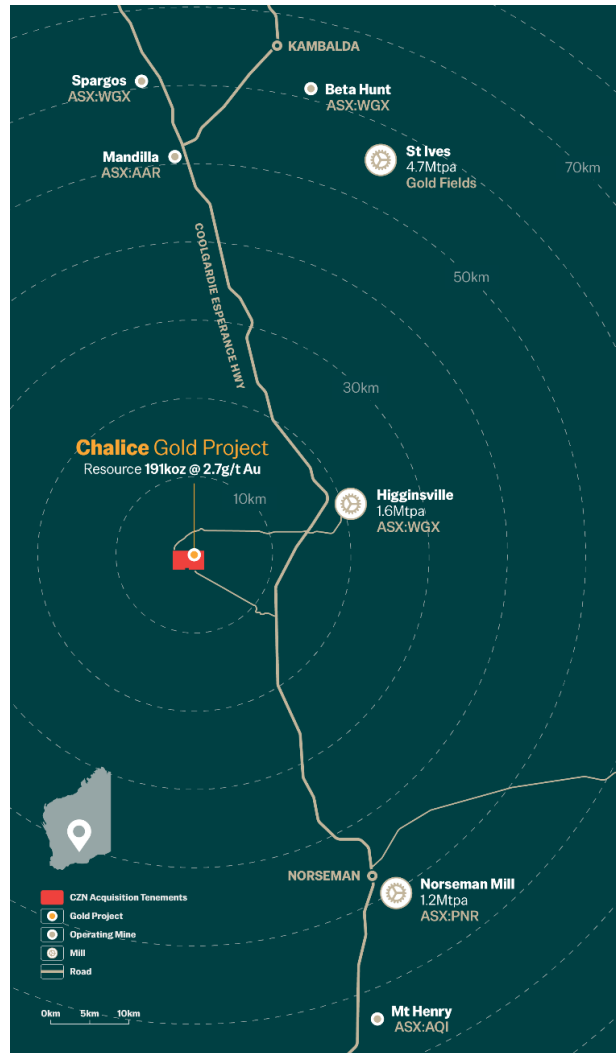 KAMBALDA
Spargos
ASX:WGX
Beta Hunt
ASX:WGX
Mandilla
ASX:AAR
St Ives
4.7Mtpa
Gold Fields
70km
COOLGARDIE ESPERANCE HWY
50km
30km
Chalice Gold Project
Resource 191koz @ 2.7g/t Au
10km
Higginsville
1.6Mtpa
ASX:WGX
NORSEMAN
Norseman Mill
1.2Mtpa
ASX:PNR
CZN Acquisition Tenements
Gold Project
Operating Mine
Mill
Road
0km 5km 10km
Mt Henry
ASX:AQI